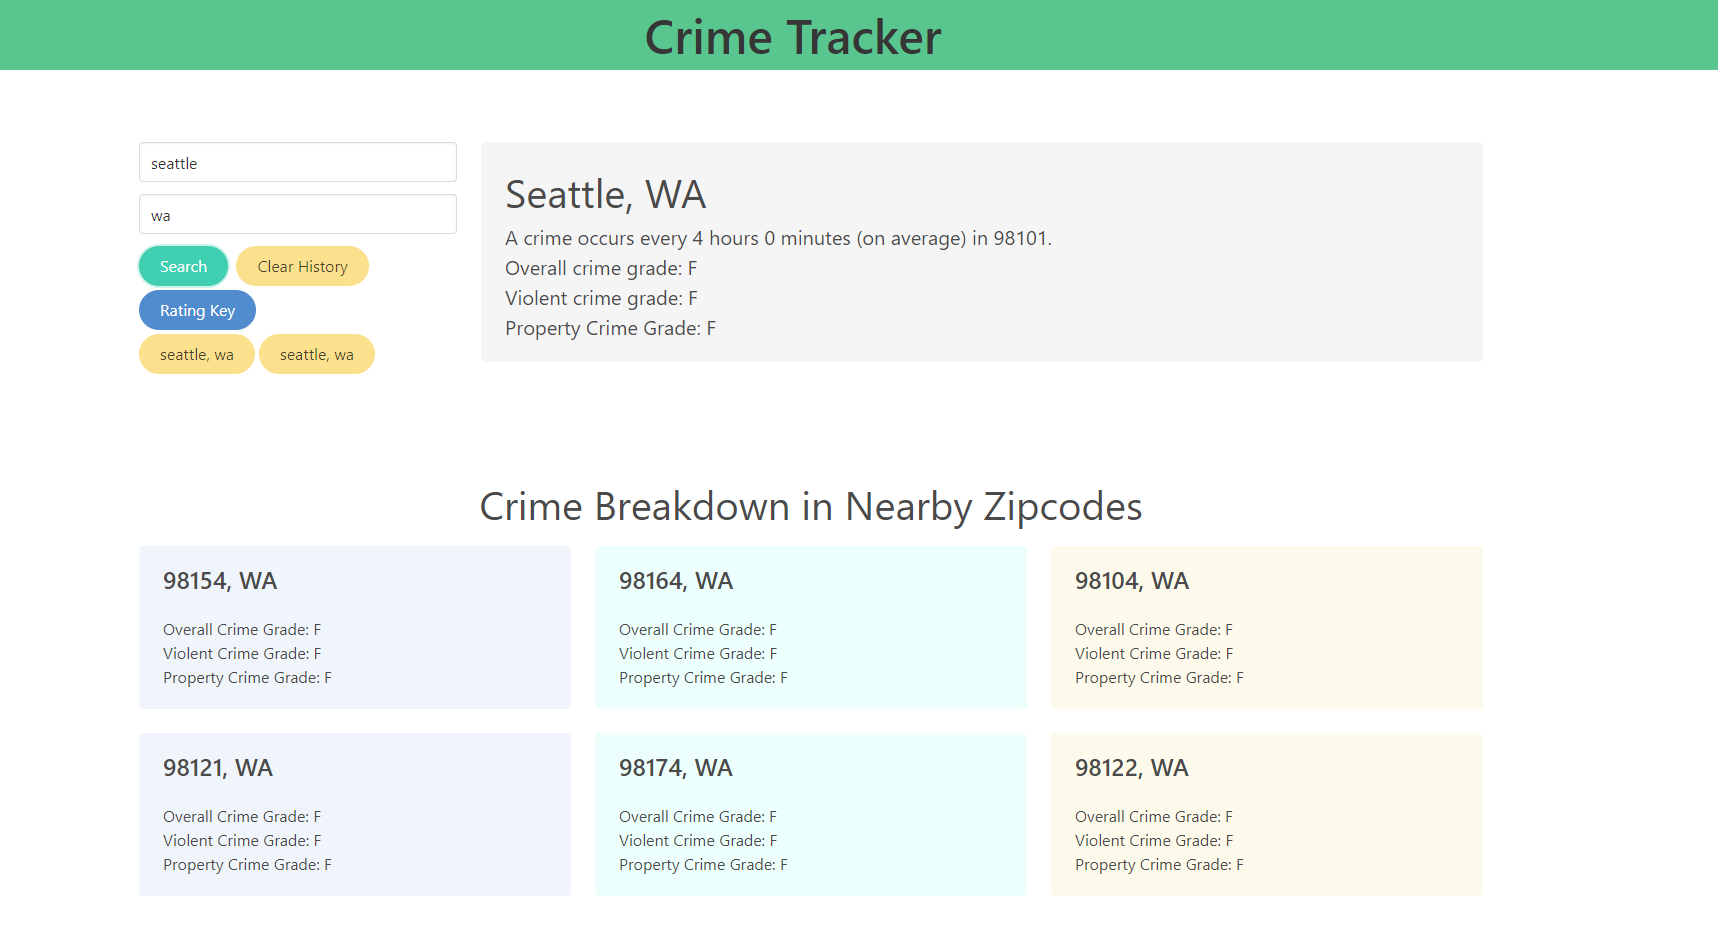 Crime Tracker
seattle
wa
Search
Clear History
Rating Key
seattle, wa
seattle, wa
Seattle, WA
A crime occurs every 4 hours 0 minutes (on average) in 98101.
Overall crime grade: F
Violent crime grade: F
Property Crime Grade: F
Crime Breakdown in Nearby Zipcodes
98154, WA
Overall Crime Grade: F
Violent Crime Grade: F
Property Crime Grade: F
98164, WA
Overall Crime Grade: F
Violent Crime Grade: F
Property Crime Grade: F
98104, WA
Overall Crime Grade: F
Violent Crime Grade: F
Property Crime Grade: F
98121, WA
Overall Crime Grade: F
Violent Crime Grade: F
Property Crime Grade: F
98174, WA
Overall Crime Grade: F
Violent Crime Grade: F
Property Crime Grade: F
98122, WA
Overall Crime Grade: F
Violent Crime Grade: F
Property Crime Grade: F